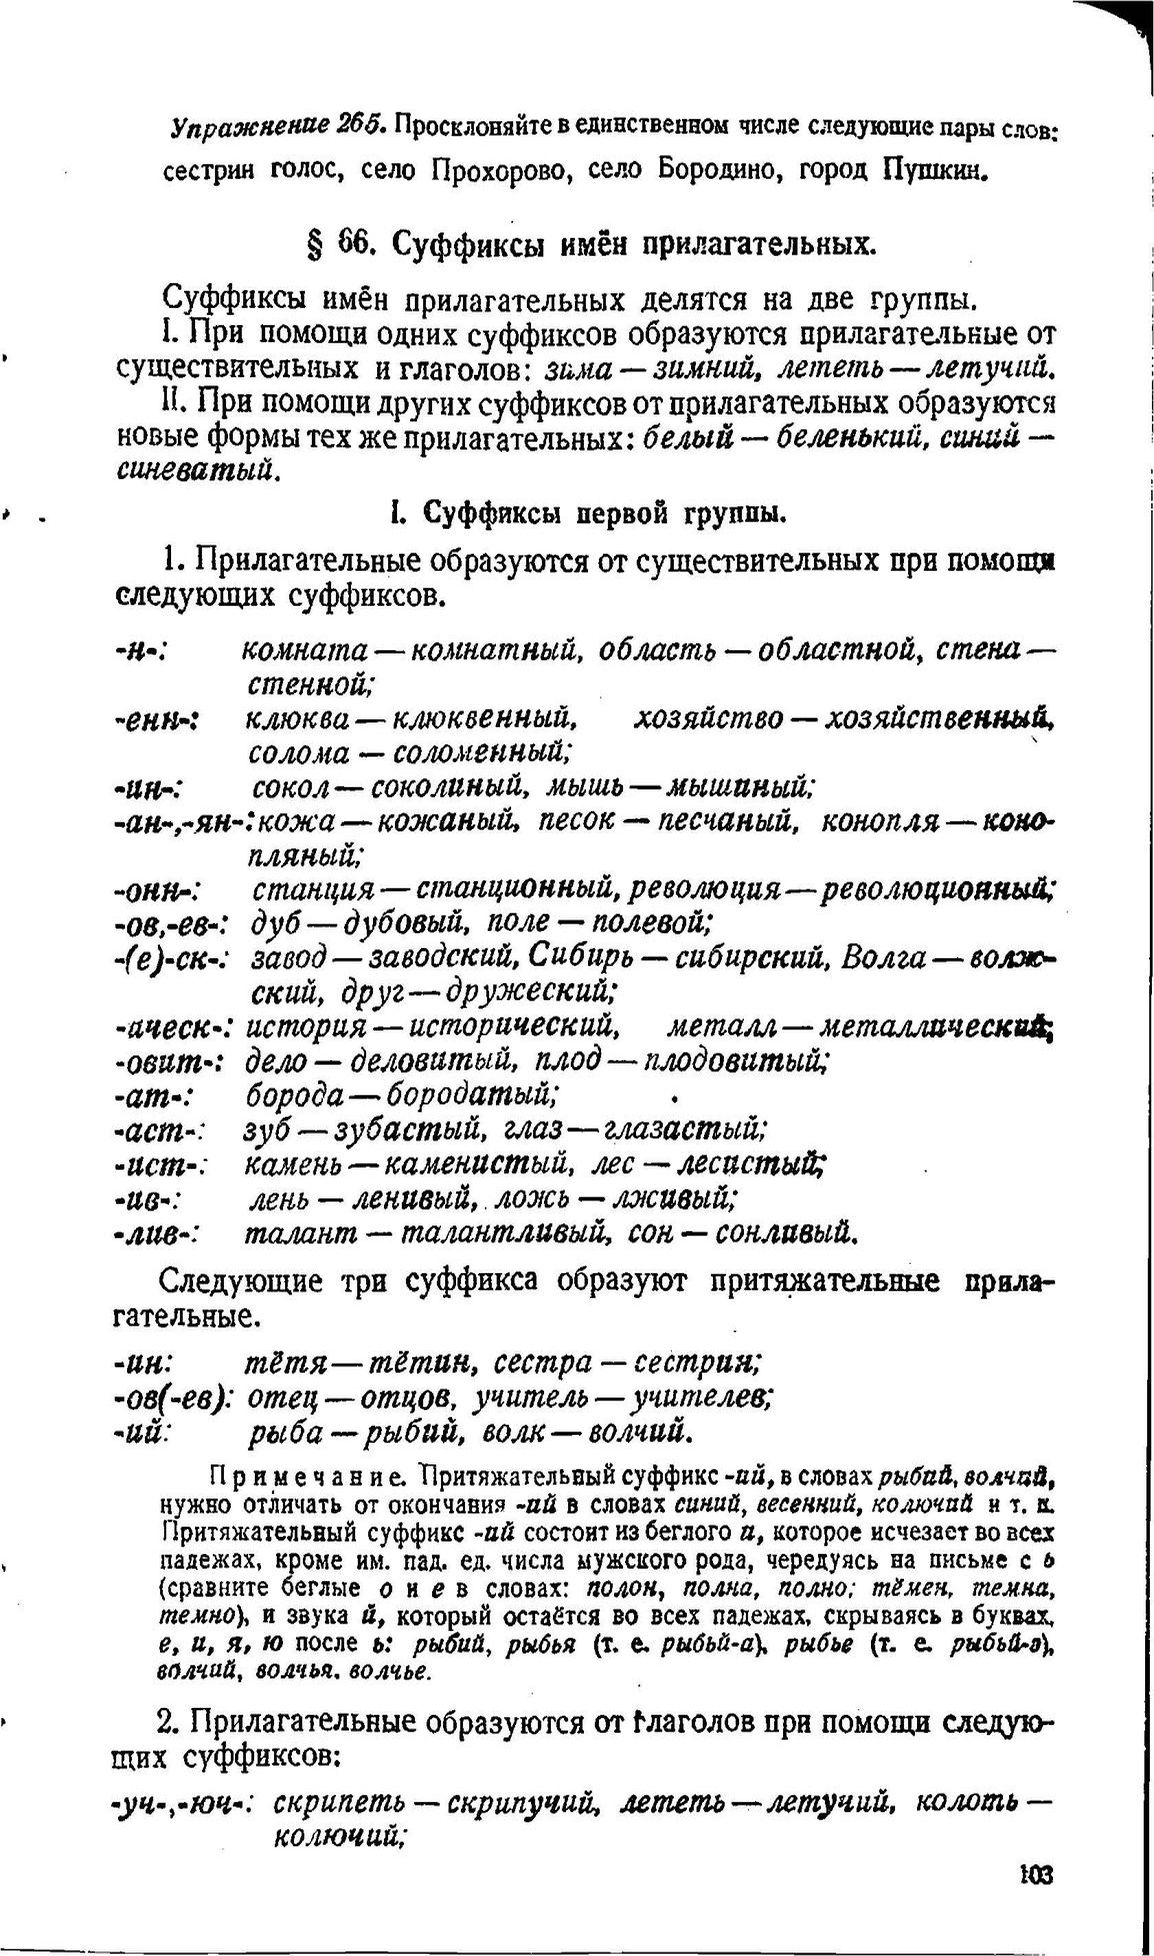 Упражнение 265. Просклоняйте в единственном числе следующие пары слов:
сестрин голос, село Прохорово, село Бородино, город Пушкин.
§ 66. Суффиксы имён прилагательных.
Суффиксы имён прилагательных делятся на две группы.
I. При помощи одних суффиксов образуются прилагательные от
существительных и глаголов: зима — зимний, лететь — летучий.
II. При помощи других суффиксов от прилагательных образуются
новые формы тех же прилагательных: белый — беленький, синий —
синеватый.
I. Суффиксы первой группы.
1. Прилагательные образуются от существительных при помощи
следующих суффиксов.
-н-: комната — комнатный, область — областной, стена —
стенной;
-енн-: клюква — клюквенный, хозяйство — хозяйственный,
солома — соломенный;
-ин-: сокол — соколиный, мышь — мышиный;
-ан-,-ян-: кожа — кожаный, песок — песчаный, конопля — коно-
пляный;
-онн-: станция — станционный, революция — революционный;
-ов,-ев-: дуб — дубовый, поле — полевой;
-(е)-ск-: завод — заводский, Сибирь — сибирский, Волга — волж-
ский, друг — дружеский;
-ическ-: история — исторический, металл — металлический;
-овит-: дело — деловитый, плод — плодовитый;
-ат-: борода — бородатый;
-аст-: зуб — зубастый, глаз — глазастый;
-ист-: камень — каменистый, лес — лесистый;
-ив-: лень — ленивый, ложь — лживый;
-лив-: талант — талантливый, сон — сонливый.
Следующие три суффикса образуют притяжательные прила-
гательные.
-ин: тётя — тётин, сестра — сестрин;
-ов(-ев): отец — отцов, учитель — учителев;
-ий: рыба — рыбий, волк — волчий.
Примечание. Притяжательный суффикс -ий, в словах рыбий, волчий,
нужно отличать от окончания -ий в словах синий, весенний, колючий и т. п.
Притяжательный суффикс -ий состоит из беглого и, которое исчезает во всех
падежах, кроме им. пад. ед. числа мужского рода, чередуясь на письме с ь
(сравните беглые о и е в словах: полон, полна, полно; тёмен, темна,
темно), и звука й, который остаётся во всех падежах, скрываясь в буквах,
е, и, я, ю после ь: рыбий, рыбья (т. е. рыбьй-а), рыбье (т. е. рыбьй-э),
волчий, волчья, волчье.
2. Прилагательные образуются от глаголов при помощи следую-
щих суффиксов:
-уч-,-юч-: скрипеть — скрипучий, лететь — летучий, колоть —
колючий;
103